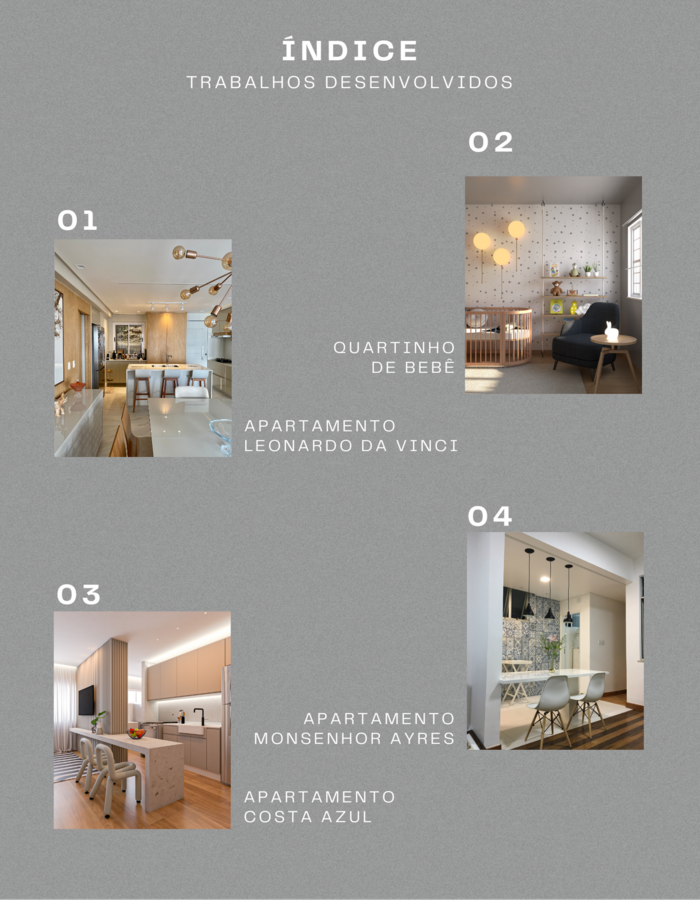 ÍNDICE
TRABALHOS DESENVOLVIDOS
01
APARTAMENTO
LEONARDO DA VINCI
02
QUARTINHO
DE BEBÊ
03
APARTAMENTO
COSTA AZUL
04
APARTAMENTO
MONSENHOR AYRES